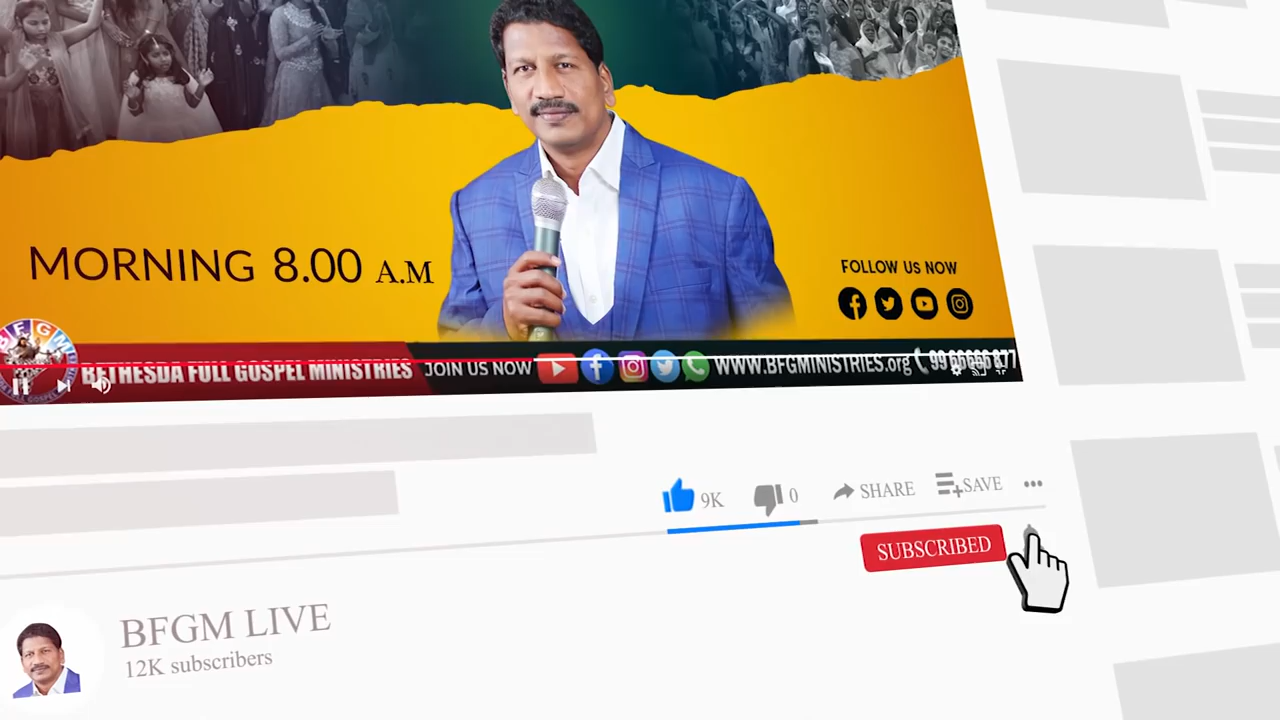 MORNING 8.00 A.M
FOLLOW US NOW
BFGM
BETHESDA FULL GOSPEL MINISTRIES
JOIN US NOW
WWW.BFGMINISTRIES.org
9K
0
SHARE
SAVE
SUBSCRIBED
BFGM LIVE
12K subscribers